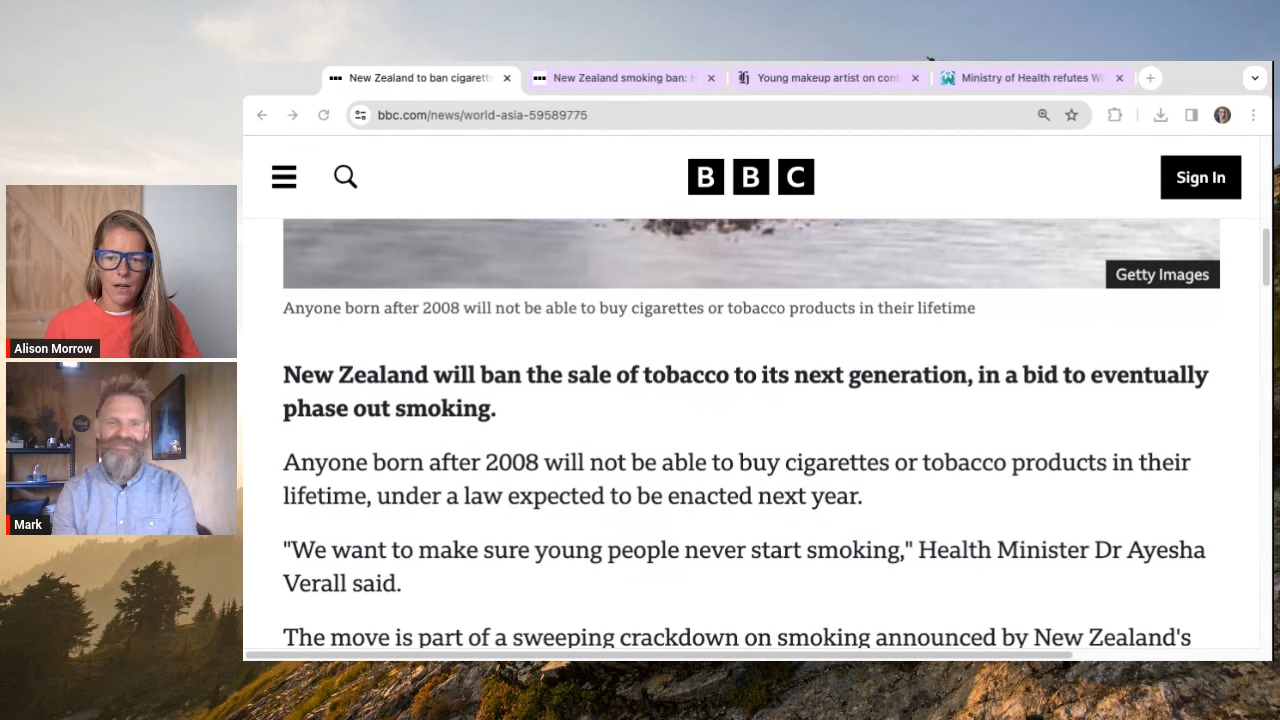 New Zealand to ban cigarett
New Zealand smoking ban: H
Young makeup artist on cont
Ministry of Health refutes Wi
bbc.com/news/world-asia-59589775
BBC
Sign In
Getty Images
Anyone born after 2008 will not be able to buy cigarettes or tobacco products in their lifetime
New Zealand will ban the sale of tobacco to its next generation, in a bid to eventually
phase out smoking.
Anyone born after 2008 will not be able to buy cigarettes or tobacco products in their
lifetime, under a law expected to be enacted next year.
"We want to make sure young people never start smoking," Health Minister Dr Ayesha
Verall said.
The move is part of a sweeping crackdown on smoking announced by New Zealand's
Alison Morrow
Mark